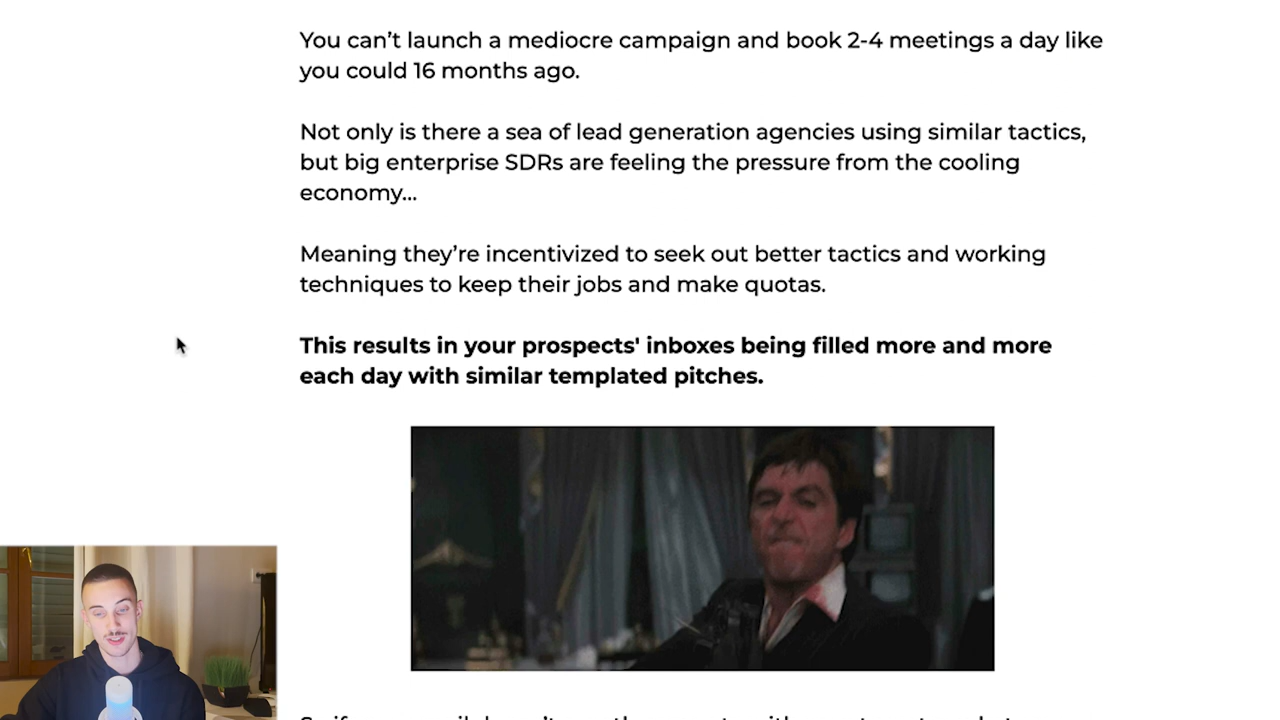 You can’t launch a mediocre campaign and book 2-4 meetings a day like
you could 16 months ago.
Not only is there a sea of lead generation agencies using similar tactics,
but big enterprise SDRs are feeling the pressure from the cooling
economy...
Meaning they’re incentivized to seek out better tactics and working
techniques to keep their jobs and make quotas.
This results in your prospects' inboxes being filled more and more
each day with similar templated pitches.